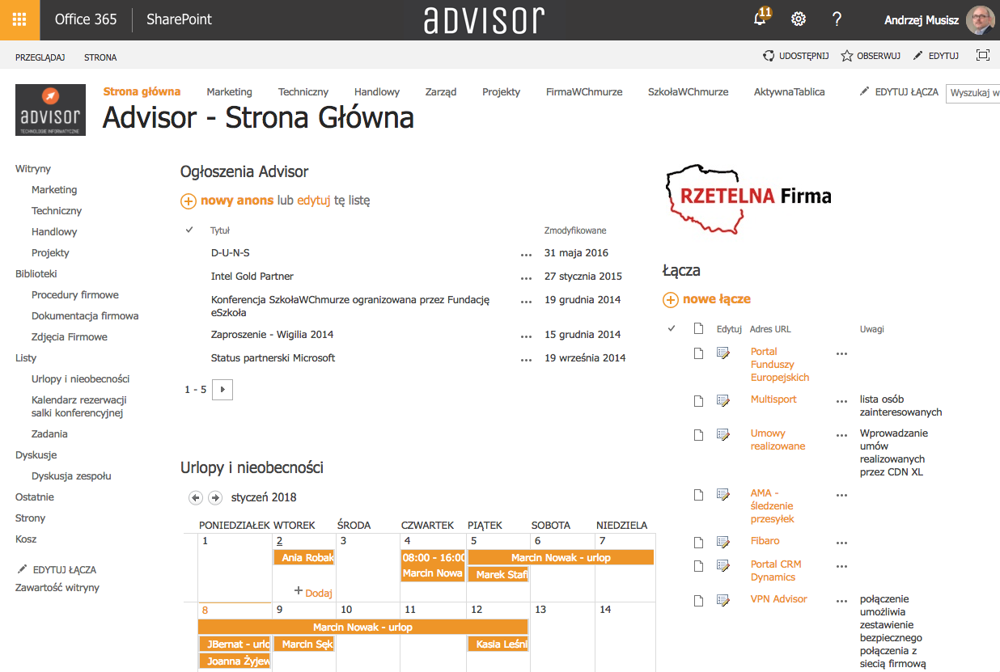 Office 365
SharePoint
advisor
11
?
Andrzej Musisz
PRZEGLĄDAJ
STRONA
UDOSTĘPNIJ
OBSERWUJ
EDYTUJ
advisor
TECHNOLOGIE INFORMATYCZNE
Strona główna
Marketing
Techniczny
Handlowy
Zarząd
Projekty
FirmaWChmurze
SzkołaWChmurze
AktywnaTablica
EDYTUJ ŁĄCZA
Wyszukaj w
Advisor - Strona Główna
Witryny
Marketing
Techniczny
Handlowy
Projekty
Biblioteki
Procedury firmowe
Dokumentacja firmowa
Zdjęcia Firmowe
Listy
Urlopy i nieobecności
Kalendarz rezerwacji
salki konferencyjnej
Zadania
Dyskusje
Dyskusja zespołu
Ostatnie
Strony
Kosz
EDYTUJ ŁĄCZA
Zawartość witryny
Ogłoszenia Advisor
nowy anons lub edytuj tę listę
Tytuł
Zmodyfikowane
D-U-N-S ... 31 maja 2016
Intel Gold Partner ... 27 stycznia 2015
Konferencja SzkołaWChmurze ogranizowana przez Fundację ... 19 grudnia 2014
eSzkoła
Zaproszenie - Wigilia 2014 ... 15 grudnia 2014
Status partnerski Microsoft ... 19 września 2014
1 - 5
Urlopy i nieobecności
styczeń 2018
PONIEDZIAŁEK WTOREK ŚRODA CZWARTEK PIĄTEK SOBOTA NIEDZIELA
1 2 3 4 5 6 7
Ania Robak
08:00 - 16:00
Marcin Nowak - urlop
Marcin Nowa
Marek Stafi
Dodaj
8 9 10 11 12 13 14
Marcin Nowak - urlop
JBernat - urlo
Marcin Sęk
Kasia Leśni
Joanna Żyjew
RZETELNA Firma
Łącza
nowe łącze
Edytuj Adres URL Uwagi
Portal ...
Funduszy
Europejskich
Multisport ... lista osób
zainteresowanych
Umowy ... Wprowadzanie
realizowane umów
realizowanych
przez CDN XL
AMA - ...
śledzenie
przesyłek
Fibaro ...
Portal CRM ...
Dynamics
VPN Advisor ... połączenie
umożliwia
zestawienie
bezpiecznego
połączenia z
siecią firmową